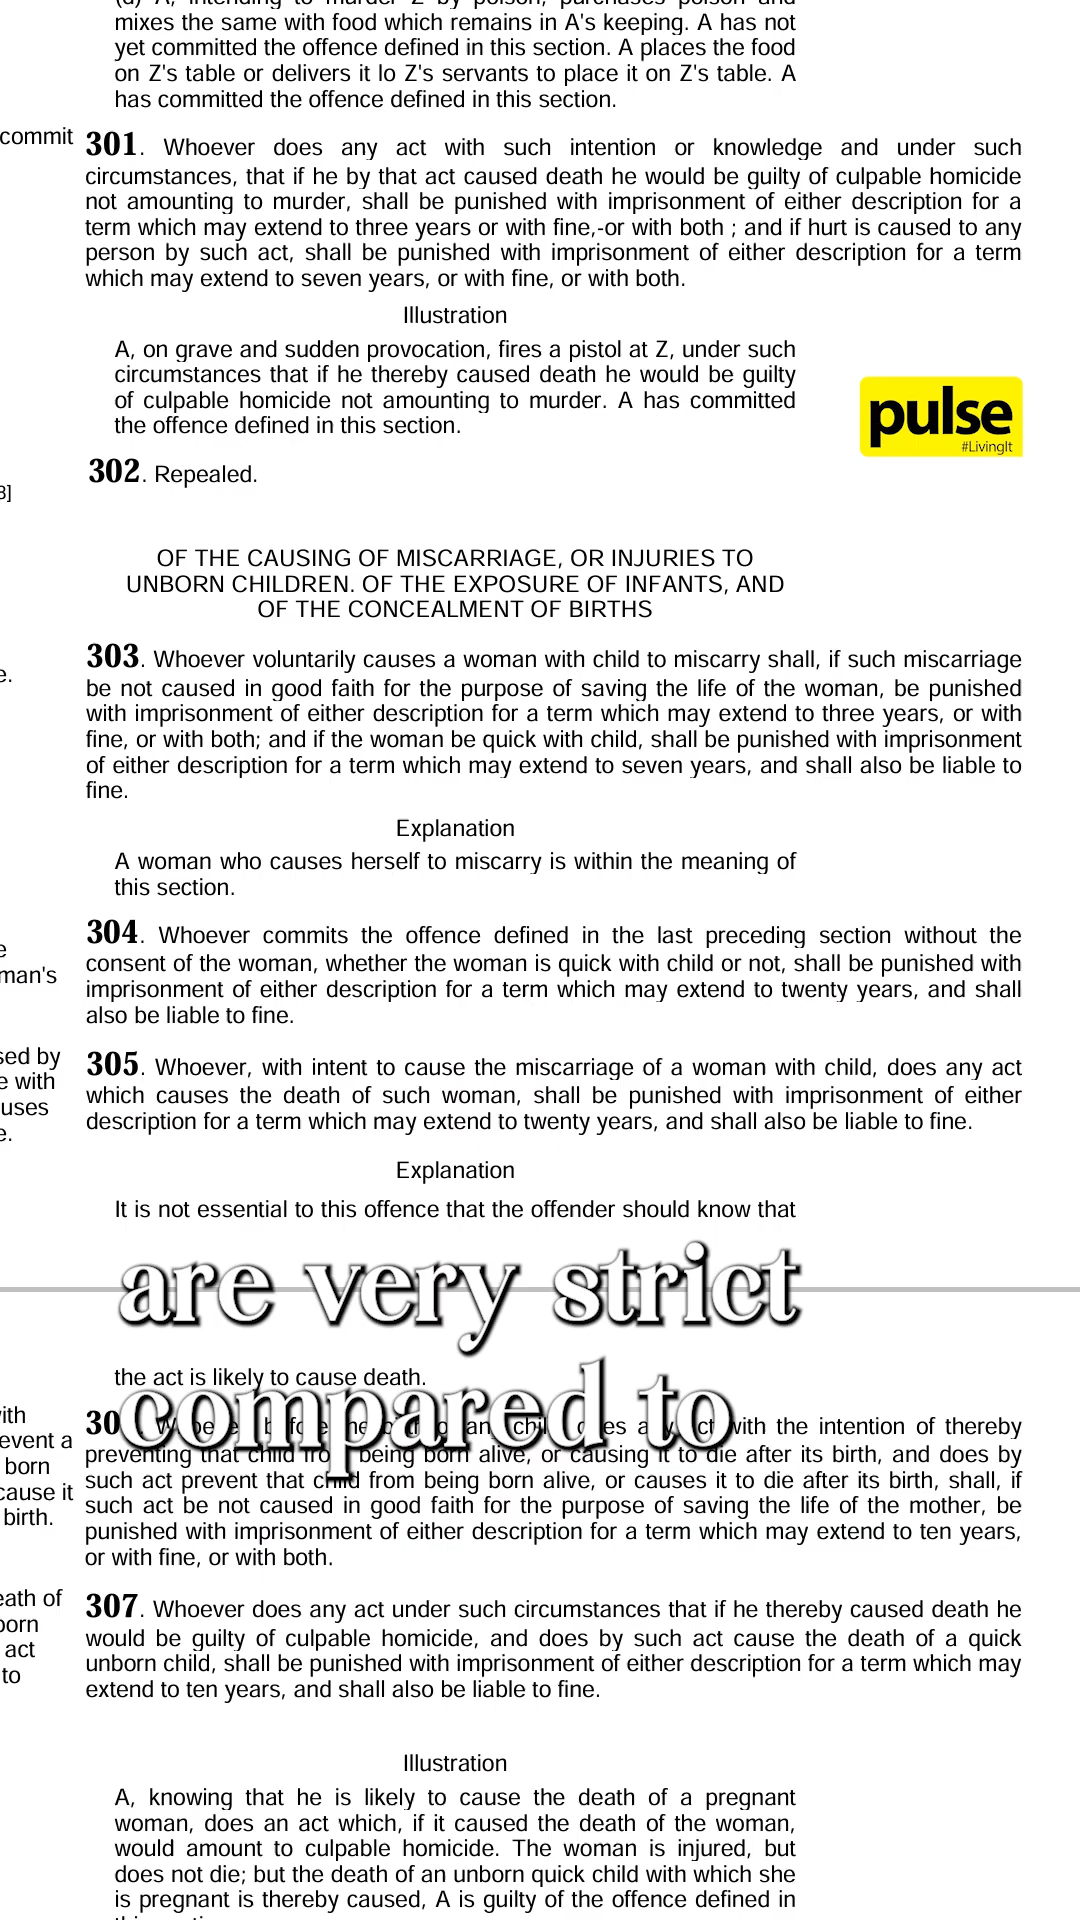 mixes the same with food which remains in A's keeping. A has not
yet committed the offence defined in this section. A places the food
on Z's table or delivers it lo Z's servants to place it on Z's table. A
has committed the offence defined in this section.
commit
301. Whoever does any act with such intention or knowledge and under such
circumstances, that if he by that act caused death he would be guilty of culpable homicide
not amounting to murder, shall be punished with imprisonment of either description for a
term which may extend to three years or with fine,-or with both ; and if hurt is caused to any
person by such act, shall be punished with imprisonment of either description for a term
which may extend to seven years, or with fine, or with both.
Illustration
A, on grave and sudden provocation, fires a pistol at Z, under such
circumstances that if he thereby caused death he would be guilty
of culpable homicide not amounting to murder. A has committed
the offence defined in this section.
pulse
#LivingIt
302. Repealed.
8]
OF THE CAUSING OF MISCARRIAGE, OR INJURIES TO
UNBORN CHILDREN. OF THE EXPOSURE OF INFANTS, AND
OF THE CONCEALMENT OF BIRTHS
303. Whoever voluntarily causes a woman with child to miscarry shall, if such miscarriage
be not caused in good faith for the purpose of saving the life of the woman, be punished
with imprisonment of either description for a term which may extend to three years, or with
fine, or with both; and if the woman be quick with child, shall be punished with imprisonment
of either description for a term which may extend to seven years, and shall also be liable to
fine.
e.
Explanation
A woman who causes herself to miscarry is within the meaning of
this section.
304. Whoever commits the offence defined in the last preceding section without the
consent of the woman, whether the woman is quick with child or not, shall be punished with
imprisonment of either description for a term which may extend to twenty years, and shall
also be liable to fine.
e
man's
sed by
e with
uses
e.
305. Whoever, with intent to cause the miscarriage of a woman with child, does any act
which causes the death of such woman, shall be punished with imprisonment of either
description for a term which may extend to twenty years, and shall also be liable to fine.
Explanation
It is not essential to this offence that the offender should know that
are very strict
the act is likely to cause death.
compared to
with the intention of thereby
preventing that child from being born alive, or causing it to die after its birth, and does by
such act prevent that child from being born alive, or causes it to die after its birth, shall, if
such act be not caused in good faith for the purpose of saving the life of the mother, be
punished with imprisonment of either description for a term which may extend to ten years,
or with fine, or with both.
vith
event a
born
cause it
birth.
307. Whoever does any act under such circumstances that if he thereby caused death he
would be guilty of culpable homicide, and does by such act cause the death of a quick
unborn child, shall be punished with imprisonment of either description for a term which may
extend to ten years, and shall also be liable to fine.
eath of
born
act
to
Illustration
A, knowing that he is likely to cause the death of a pregnant
woman, does an act which, if it caused the death of the woman,
would amount to culpable homicide. The woman is injured, but
does not die; but the death of an unborn quick child with which she
is pregnant is thereby caused, A is guilty of the offence defined in